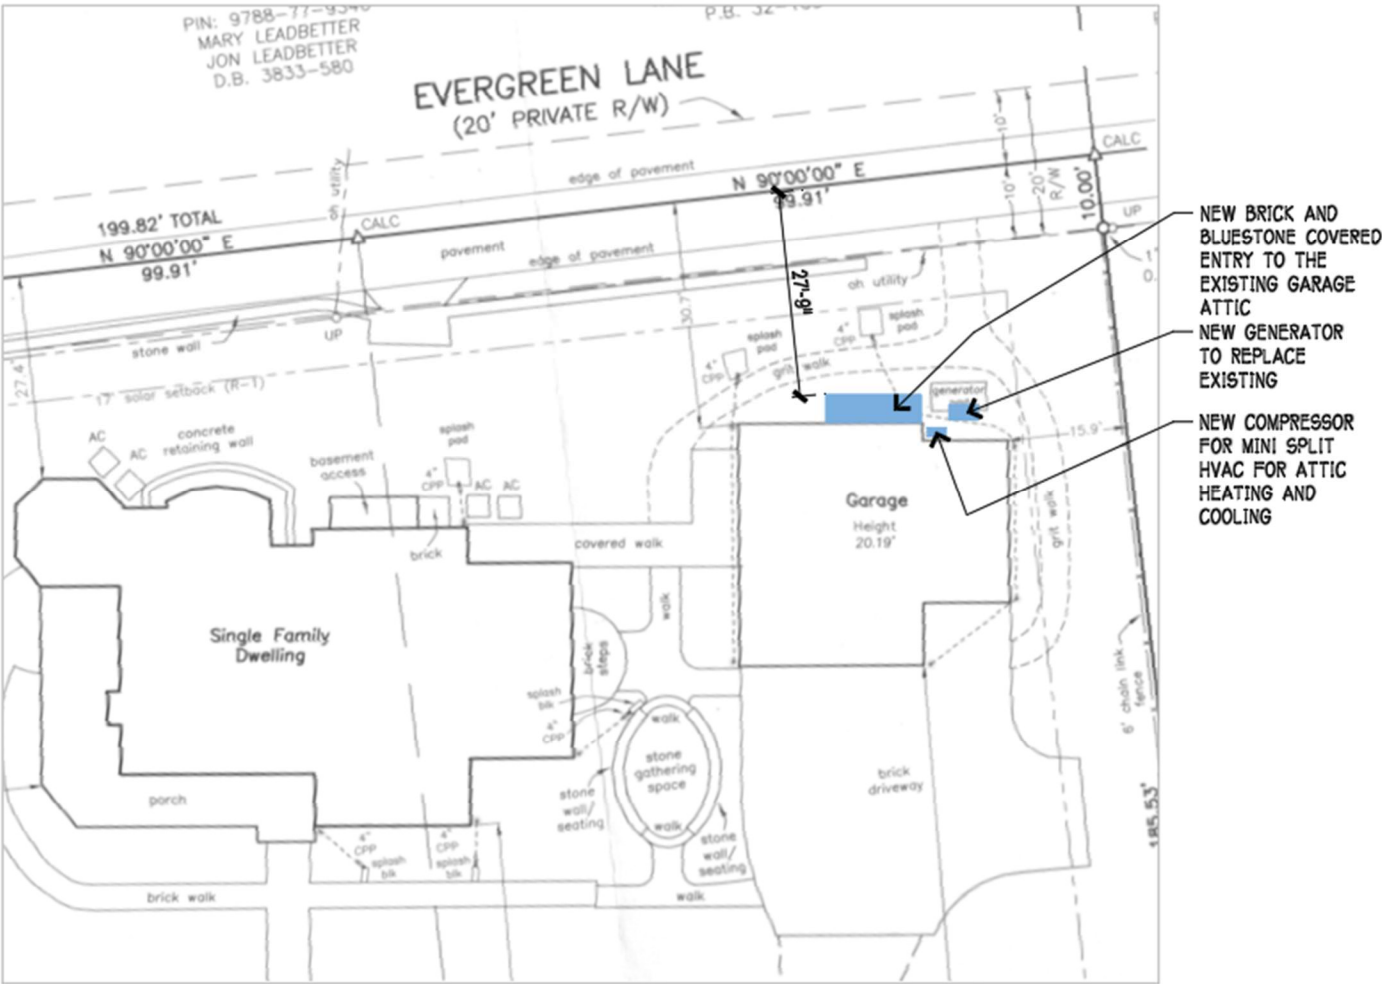 PIN: 9788-77-9340
MARY LEADBETTER
JON LEADBETTER
D.B. 3833-580
EVERGREEN LANE
(20' PRIVATE R/W)
edge of pavement
N 90°00'00" E
99.91'
199.82' TOTAL
N 90°00'00" E
99.91'
oh utility
CALC
pavement
edge of pavement
10'
10'
20'
R/W
CALC
10.00'
UP
oh utility
27'-9"
30.7'
UP
stone wall
27.4'
17' solar setback (R-1)
4"
CPP
splash
pad
4"
CPP
splash
pad
grit walk
generator
15.9'
AC
AC
concrete
retaining wall
basement
access
splash
pad
4"
CPP
AC
AC
brick
covered walk
Garage
Height
20.19'
grit walk
Single Family
Dwelling
walk
brick
steps
splash
blk
4"
CPP
walk
stone
gathering
space
walk
stone
wall/
seating
stone
wall/
seating
brick
driveway
6' chain link
fence
185.53'
porch
4"
CPP
splash
blk
4"
CPP
splash
blk
brick walk
walk
NEW BRICK AND
BLUESTONE COVERED
ENTRY TO THE
EXISTING GARAGE
ATTIC
NEW GENERATOR
TO REPLACE
EXISTING
NEW COMPRESSOR
FOR MINI SPLIT
HVAC FOR ATTIC
HEATING AND
COOLING